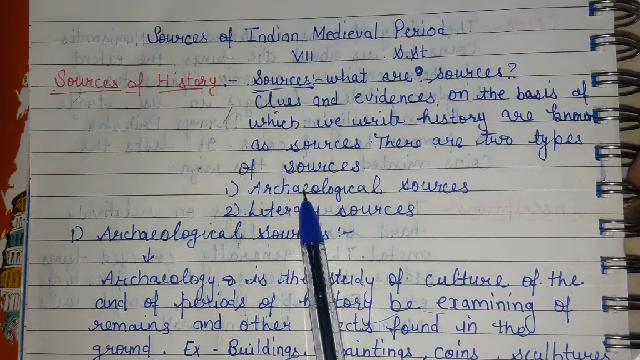 Sources of Indian Medieval Period
VII S.St
Sources of History :- Sources:- what are? sources?
Clues and evidences on the basis of
which we write history are known
as sources. There are two types
of sources.
1) Archaeological sources
2) Literary sources
1) Archaeological sources :-
Archaeology → is the study of culture of the
and of periods of history be examining of
remains and other objects found in the
ground. Ex - Buildings, paintings, coins, sculptures